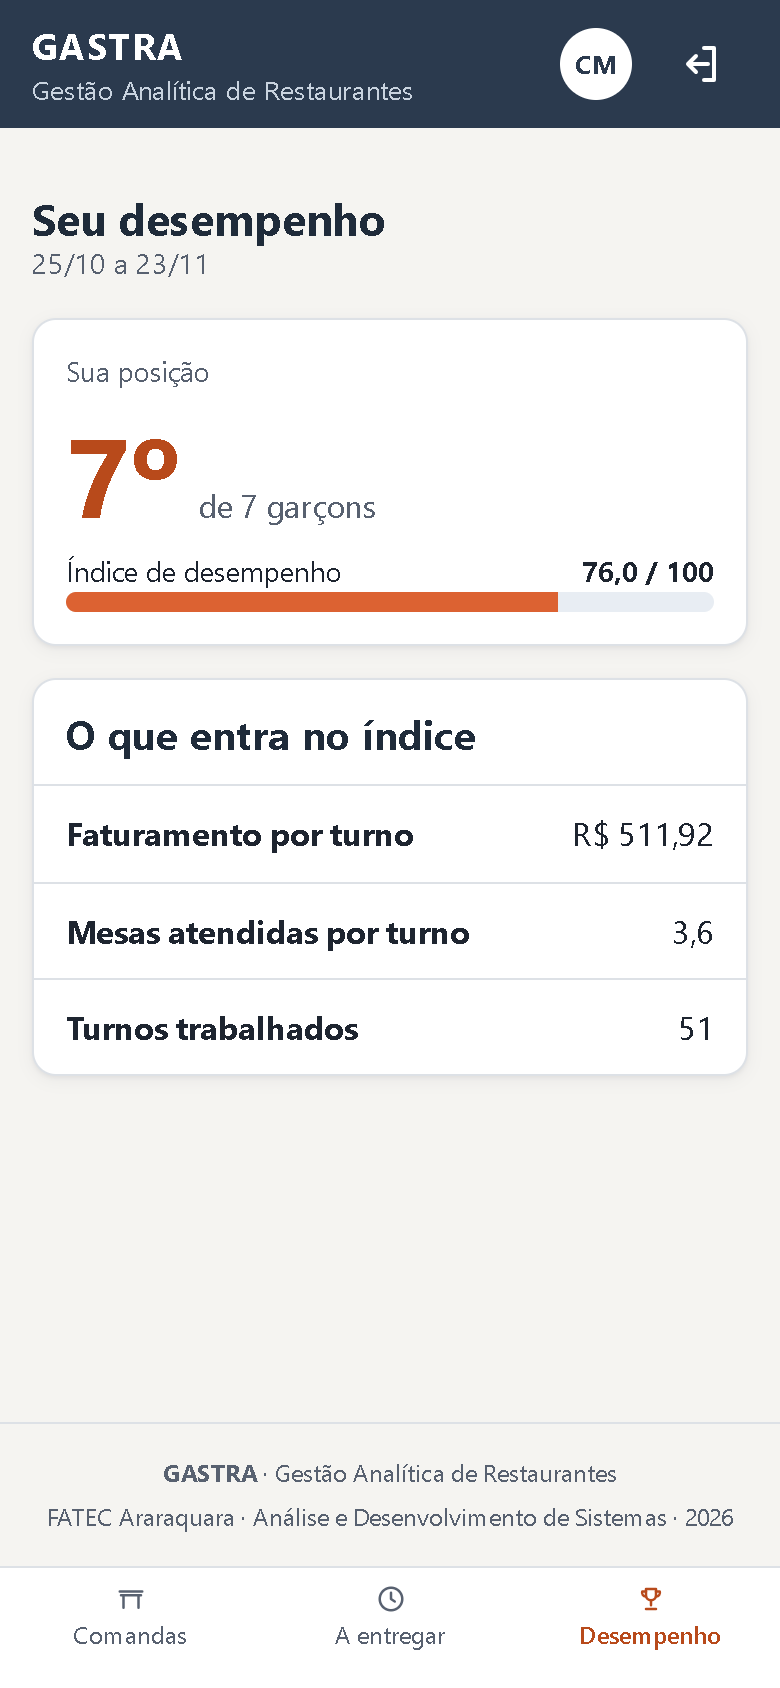 GASTRA
Gestão Analítica de Restaurantes
CM
Seu desempenho
25/10 a 23/11
Sua posição
7º de 7 garçons
Índice de desempenho 76,0 / 100
O que entra no índice
Faturamento por turno R$ 511,92
Mesas atendidas por turno 3,6
Turnos trabalhados 51
GASTRA · Gestão Analítica de Restaurantes
FATEC Araraquara · Análise e Desenvolvimento de Sistemas · 2026
Comandas A entregar Desempenho